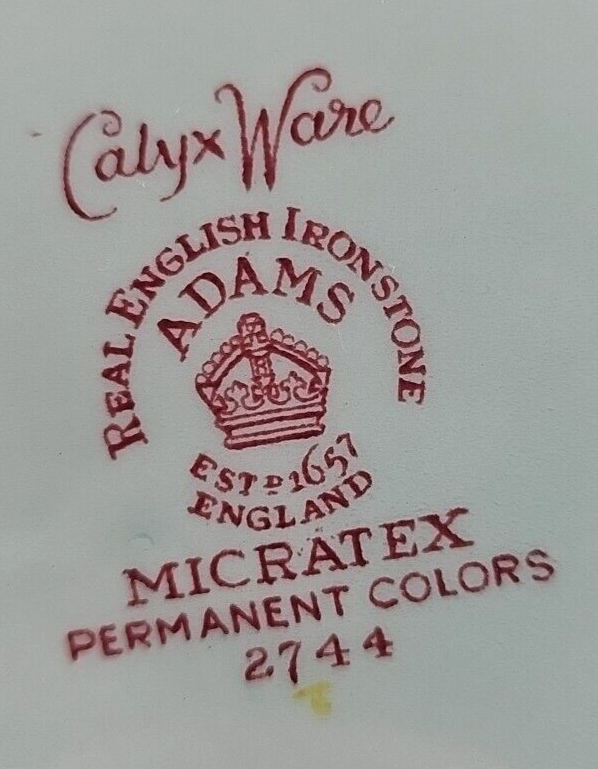 Calyx Ware
REAL ENGLISH IRONSTONE
ADAMS
ESTD 1657
ENGLAND
MICRATEX
PERMANENT COLORS
2744